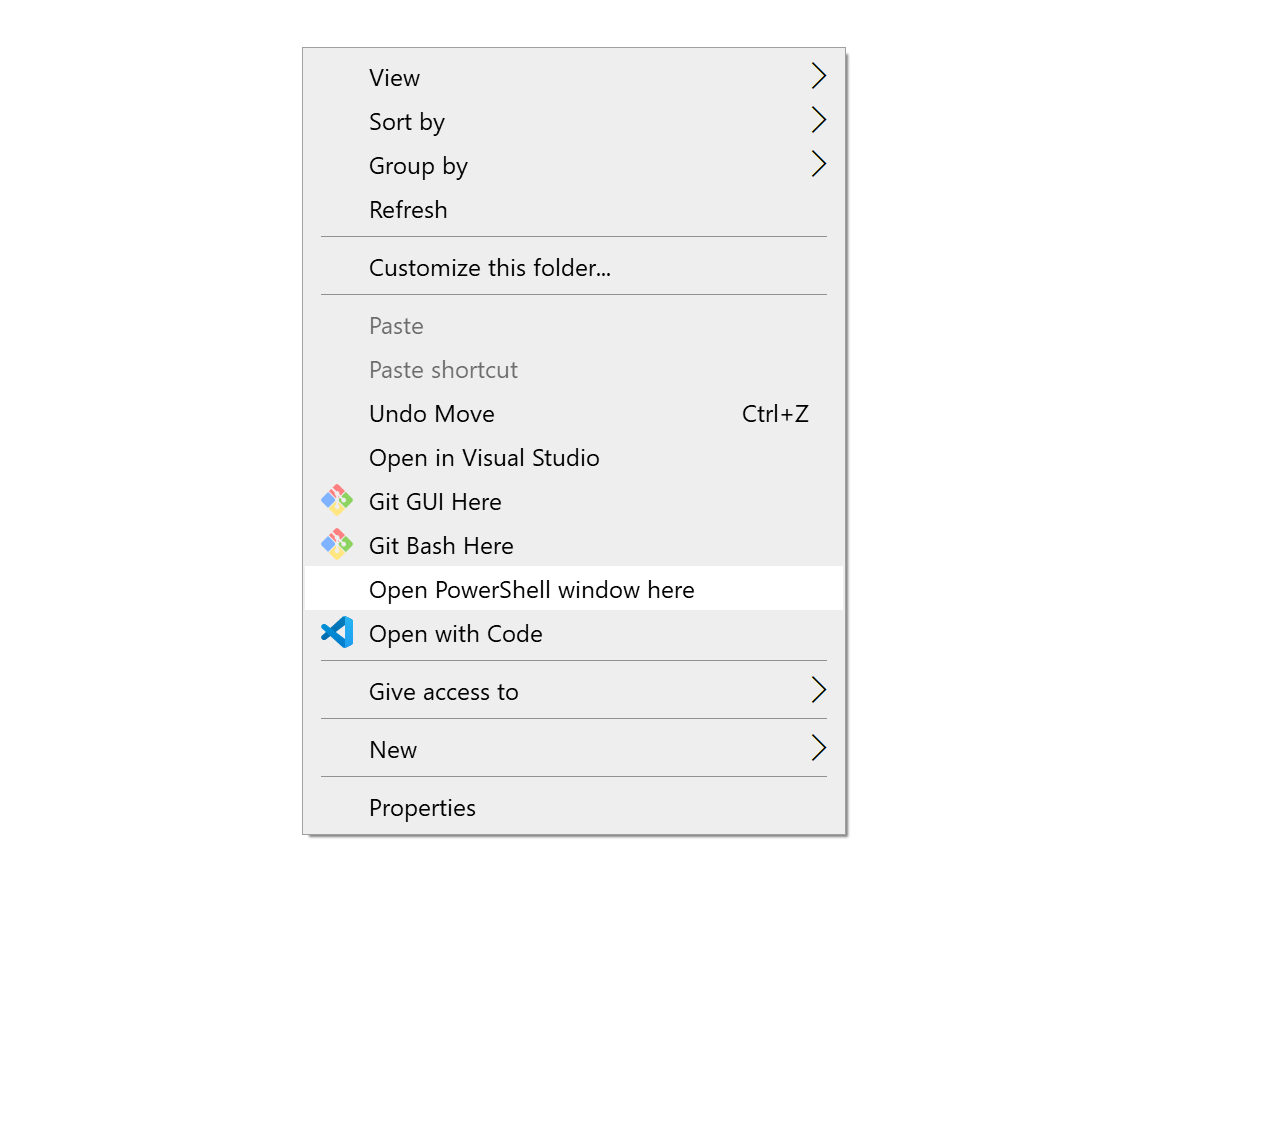 View
Sort by
Group by
Refresh
Customize this folder...
Paste
Paste shortcut
Undo Move Ctrl+Z
Open in Visual Studio
Git GUI Here
Git Bash Here
Open PowerShell window here
Open with Code
Give access to
New
Properties